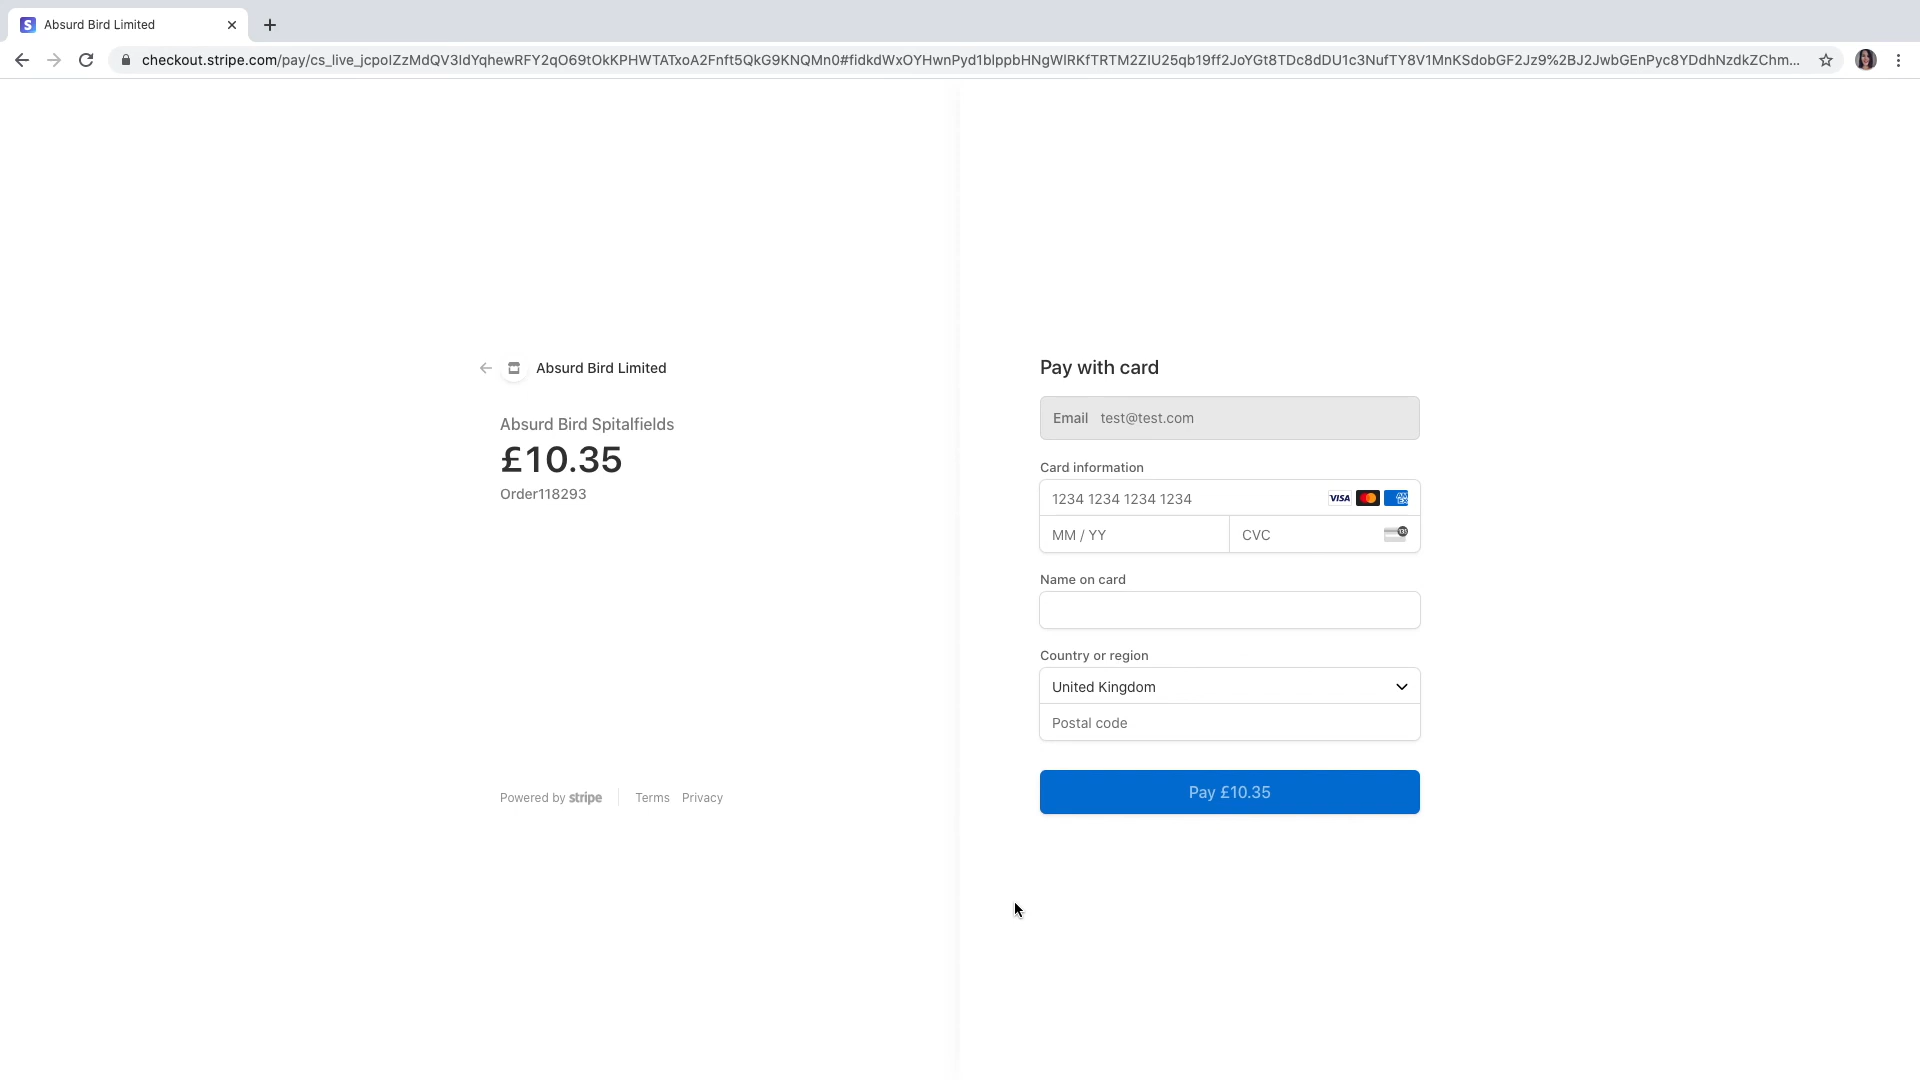 Absurd Bird Limited
checkout.stripe.com/pay/cs_live_jcpoIZzMdQV3IdYqhewRFY2qO69tOkKPHWTATxoA2Fnft5QkG9KNQMn0#fidkdWxOYHwnPyd1blppbHNgWlRKfTRTM2ZIU25qb19ff2JoYGt8TDc8dDU1c3NufTY8V1MnKSdobGF2Jz9%2BJ2JwbGEnPyc8YDdhNzdkZChm...
Absurd Bird Limited
Absurd Bird Spitalfields
£10.35
Order118293
Powered by stripe
Terms Privacy
Pay with card
Email test@test.com
Card information
1234 1234 1234 1234 VISA AMEX
MM / YY CVC
Name on card
Country or region
United Kingdom
Postal code
Pay £10.35